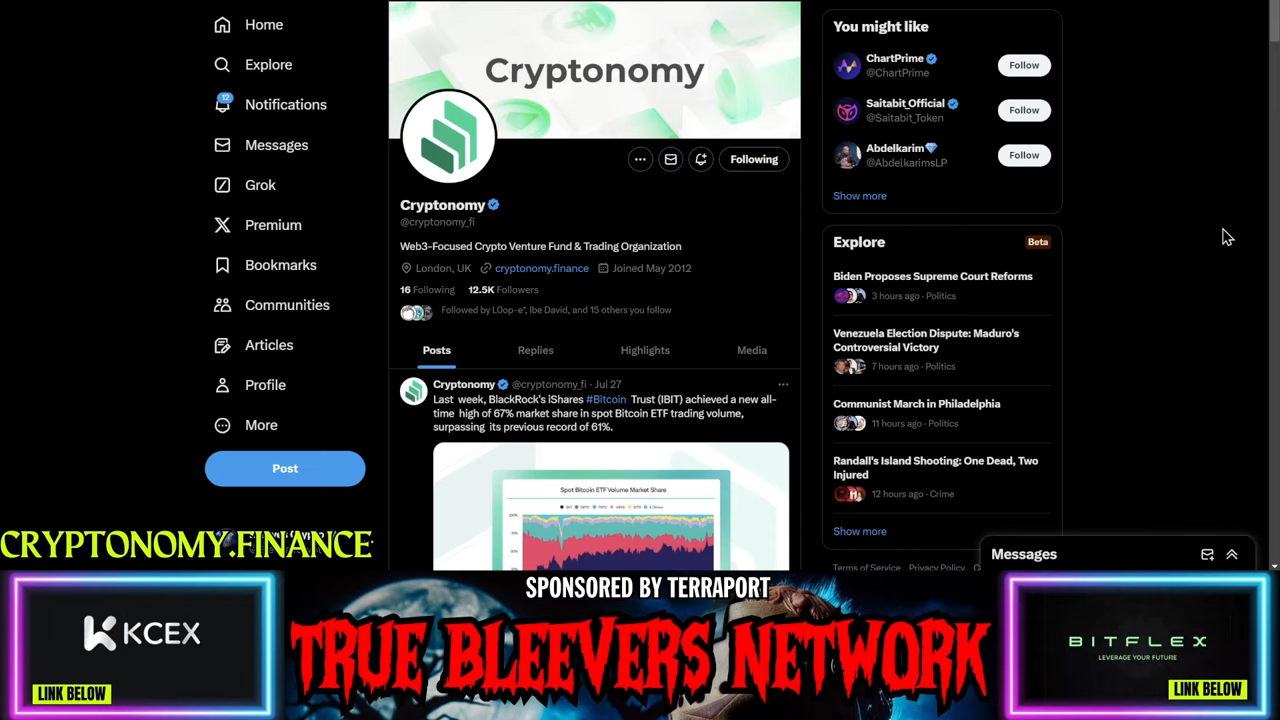 Home
Explore
12
Notifications
Messages
Grok
Premium
Bookmarks
Communities
Articles
Profile
More
Post
Cryptonomy
Following
Cryptonomy
@cryptonomy_fi
Web3-Focused Crypto Venture Fund & Trading Organization
London, UK cryptonomy.finance Joined May 2012
16 Following 12.5K Followers
Followed by L0op-e*, Ibe David, and 15 others you follow
Posts Replies Highlights Media
Cryptonomy @cryptonomy_fi · Jul 27
Last week, BlackRock's iShares #Bitcoin Trust (IBIT) achieved a new all-
time high of 67% market share in spot Bitcoin ETF trading volume,
surpassing its previous record of 61%.
Spot Bitcoin ETF Volume Market Share
You might like
ChartPrime
@ChartPrime
Follow
Saitabit_Official
@Saitabit_Token
Follow
Abdelkarim
@AbdelkarimsLP
Follow
Show more
Explore
Beta
Biden Proposes Supreme Court Reforms
3 hours ago · Politics
Venezuela Election Dispute: Maduro's
Controversial Victory
7 hours ago · Politics
Communist March in Philadelphia
11 hours ago · Politics
Randall's Island Shooting: One Dead, Two
Injured
12 hours ago · Crime
Show more
Terms of Service Privacy Policy
Messages
CRYPTONOMY.FINANCE
KCEX
LINK BELOW
SPONSORED BY TERRAPORT
TRUE BLEEVERS NETWORK
BITFLEX
LEVERAGE YOUR FUTURE
LINK BELOW